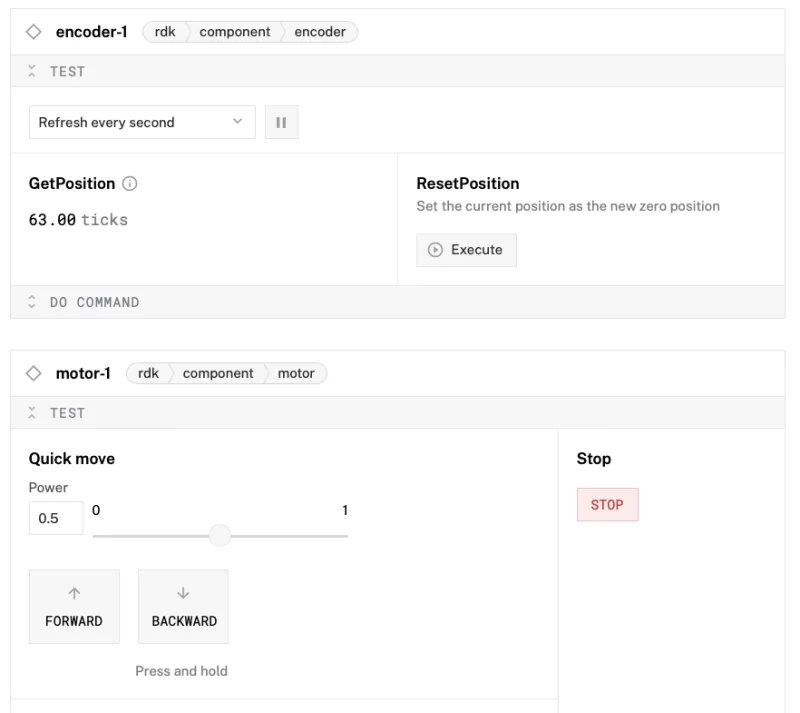 encoder-1 rdk component encoder
TEST
Refresh every second
GetPosition
63.00 ticks
ResetPosition
Set the current position as the new zero position
Execute
DO COMMAND
motor-1 rdk component motor
TEST
Quick move
Power
0.5
0 1
FORWARD BACKWARD
Press and hold
Stop
STOP